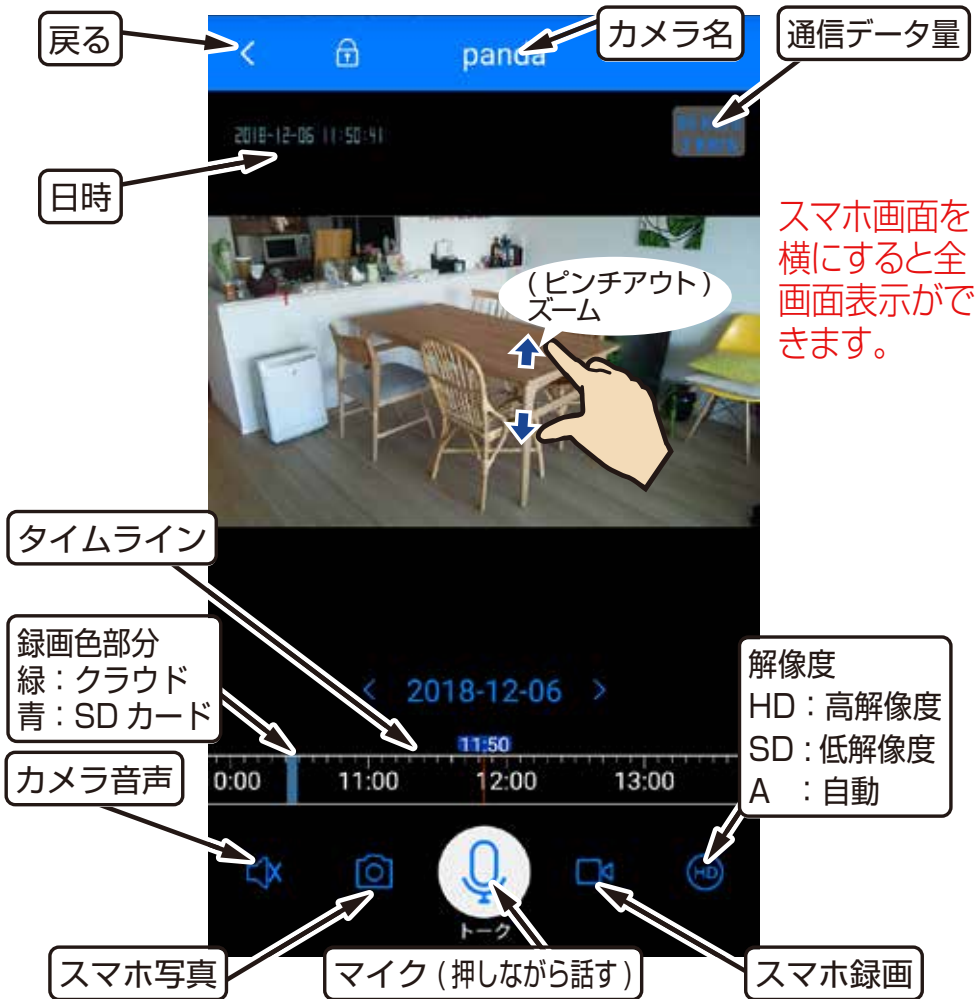 戻る
カメラ名
通信データ量
panda
2018-12-06 11:50:41
日時
スマホ画面を
横にすると全
画面表示がで
きます。
(ピンチアウト)
ズーム
タイムライン
録画色部分
緑：クラウド
青：SDカード
解像度
HD：高解像度
SD：低解像度
A ：自動
< 2018-12-06 >
11:50
0:00 11:00 12:00 13:00
カメラ音声
HD
トーク
スマホ写真
マイク(押しながら話す)
スマホ録画